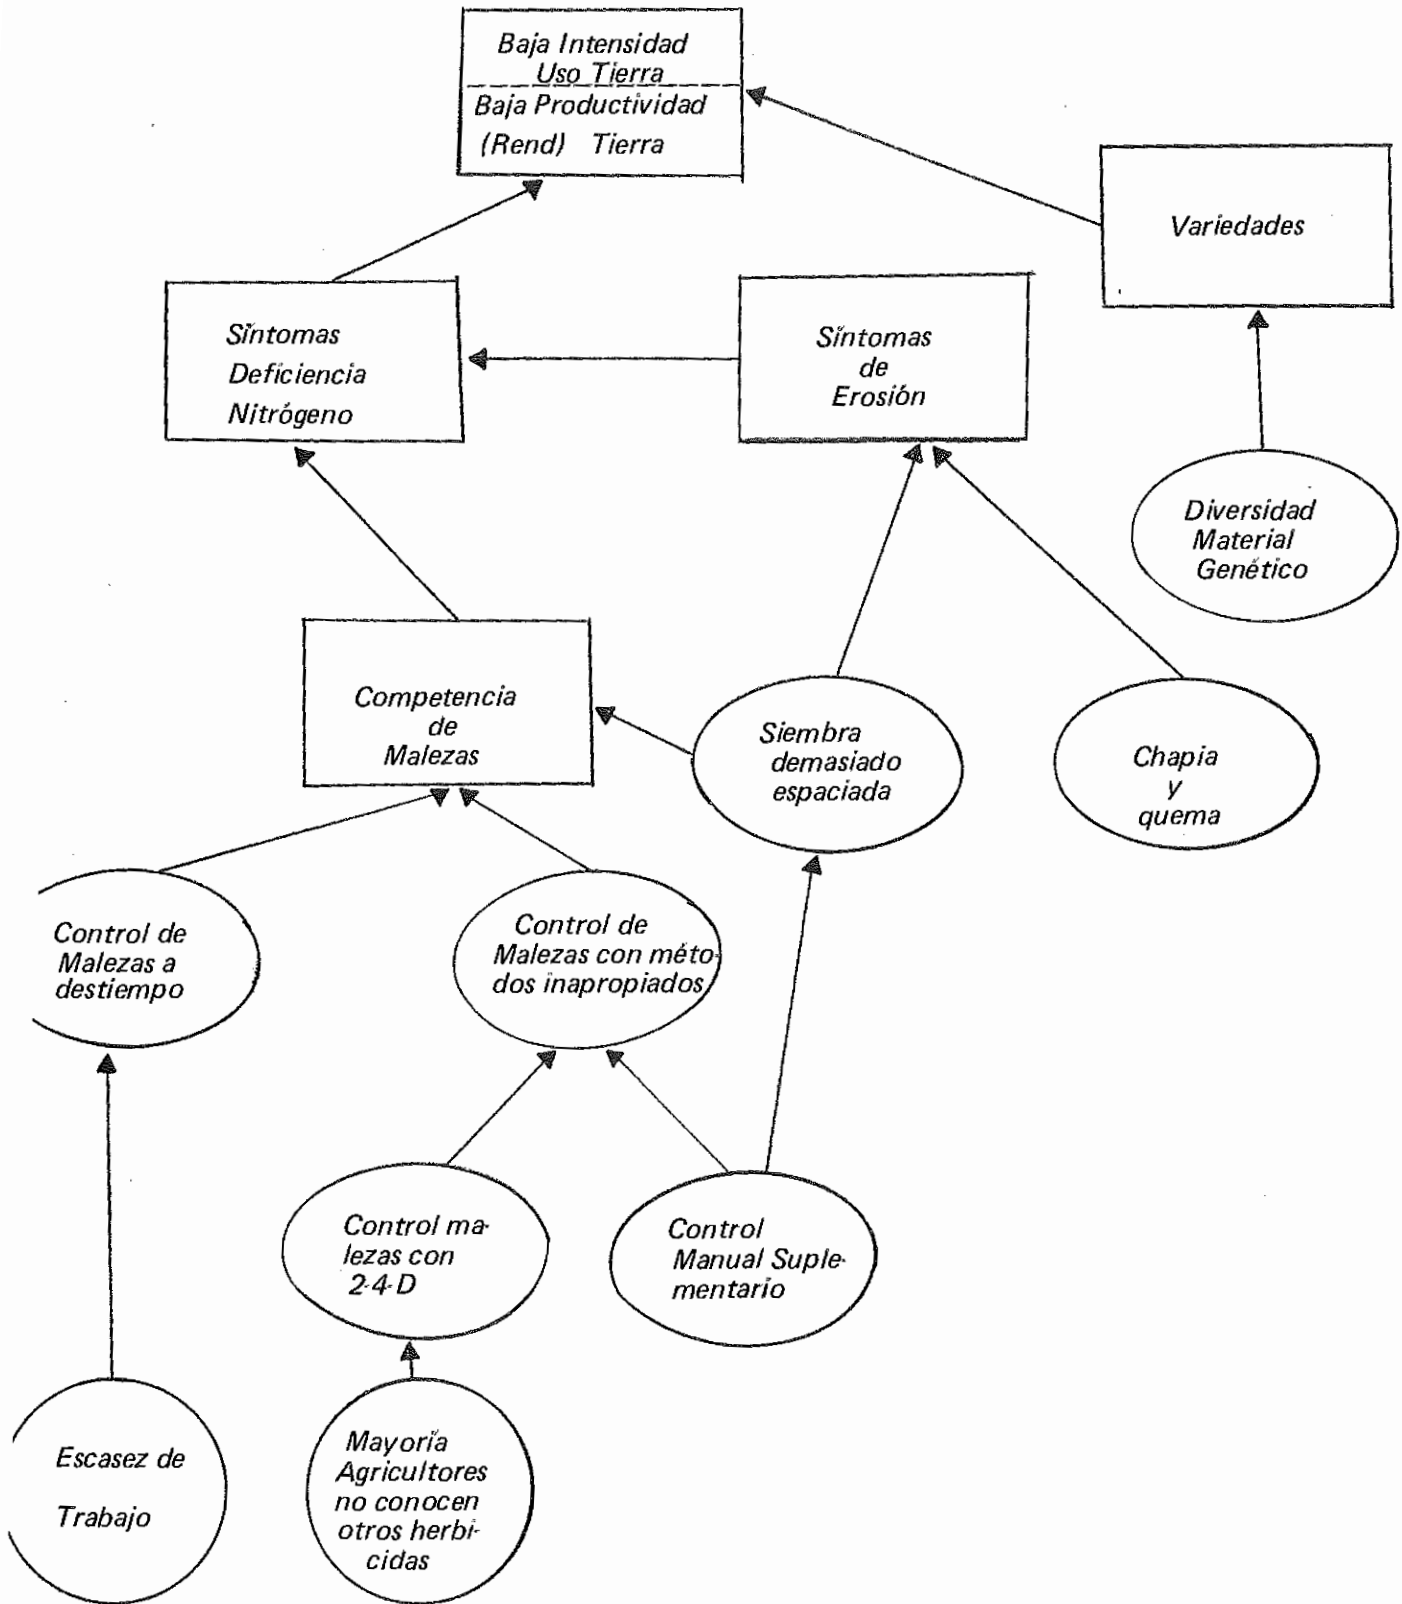 Baja Intensidad
Uso Tierra
Baja Productividad
(Rend) Tierra
Variedades
Síntomas
Deficiencia
Nitrógeno
Síntomas
de
Erosión
Diversidad
Material
Genético
Competencia
de
Malezas
Siembra
demasiado
espaciada
Chapia
y
quema
Control de
Malezas a
destiempo
Control de
Malezas con méto-
dos inapropiados
Control ma-
lezas con
2-4-D
Control
Manual Suple-
mentario
Escasez de
Trabajo
Mayoría
Agricultores
no conocen
otros herbi-
cidas